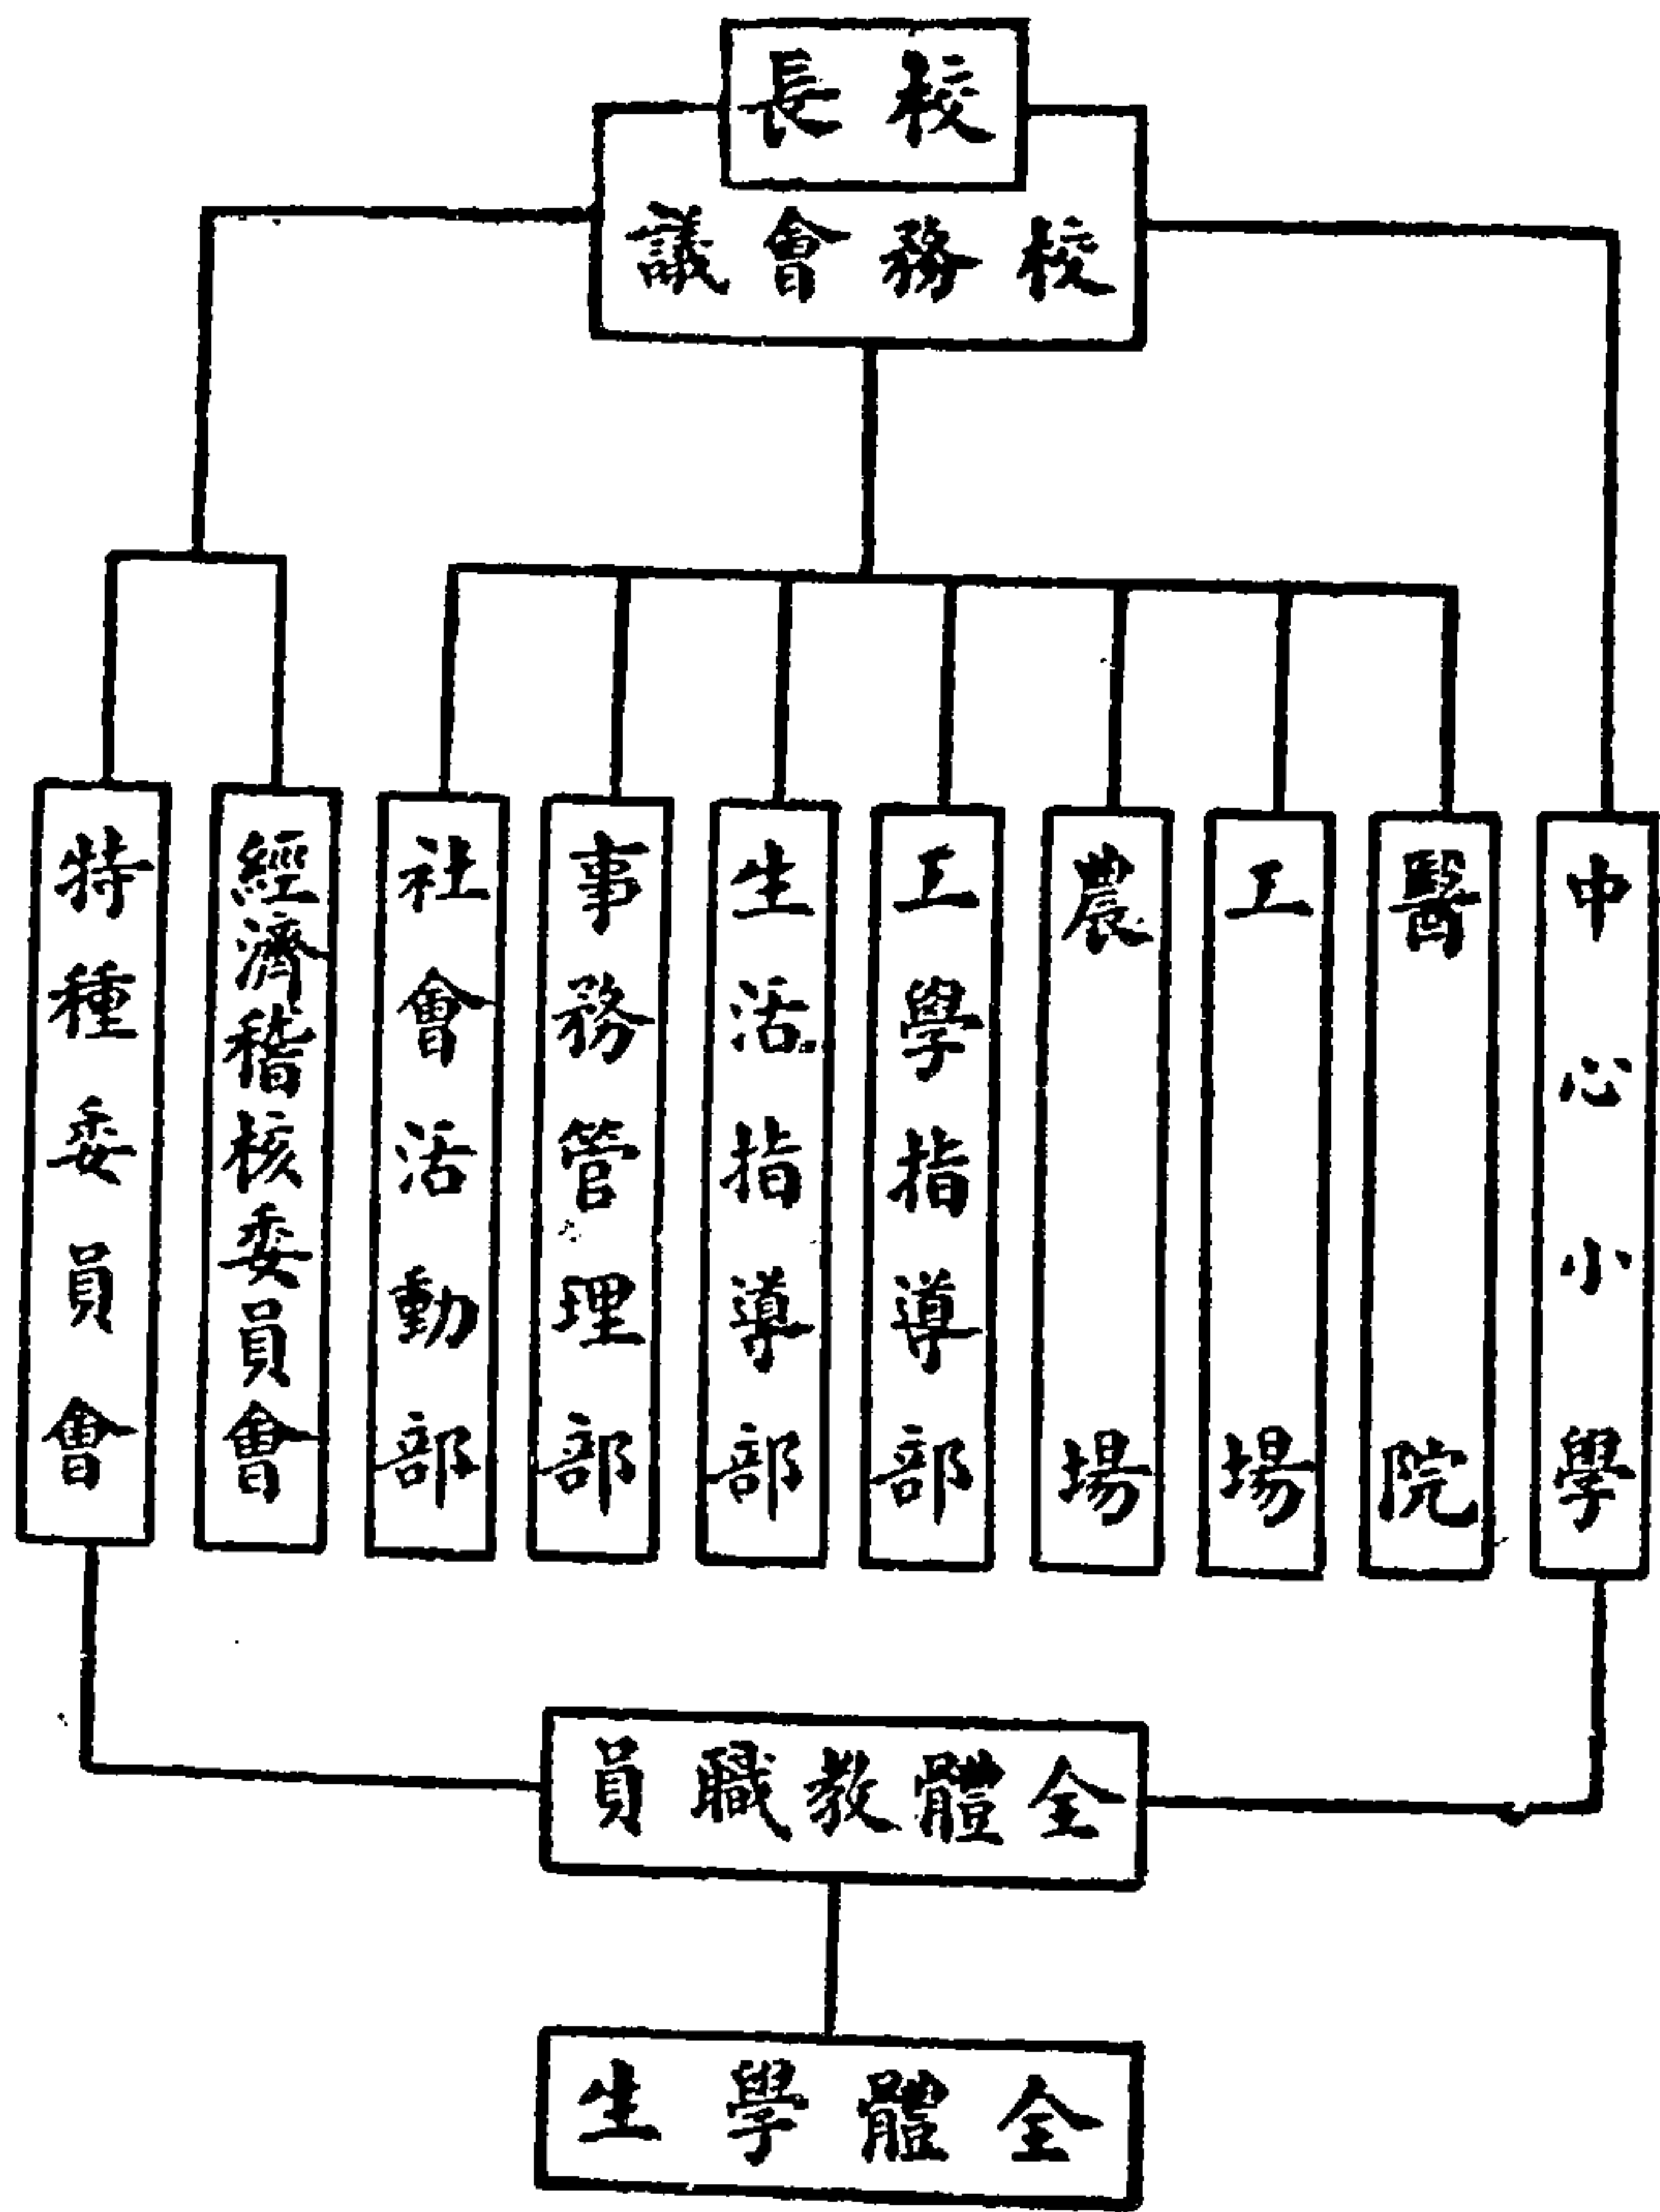 校長
校務會議
中心小學
醫院
工場
農場
工學指導部
生活指導部
事務管理部
社會活動部
經濟稽核委員會
特種委員會
全體教職員
全體學生